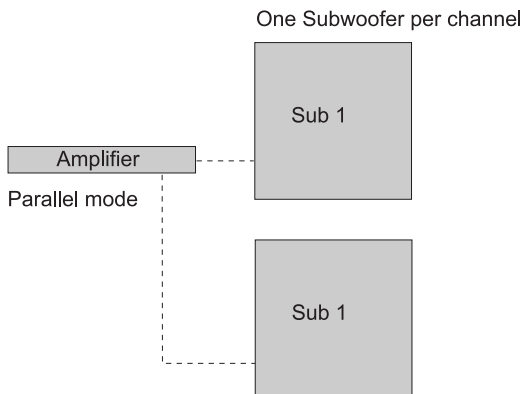 One Subwoofer per channel
Sub 1
Amplifier
Parallel mode
Sub 1